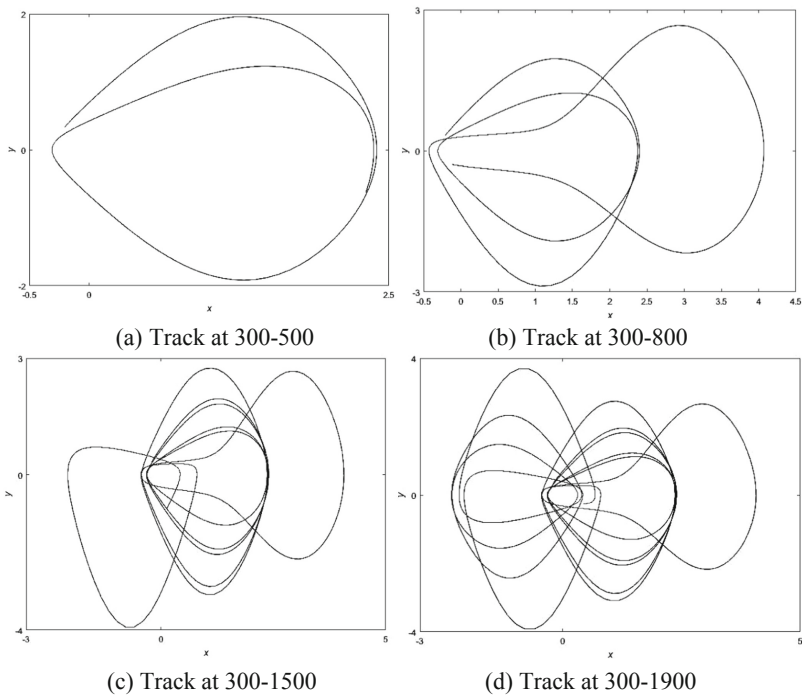 2
y
0
-2
-0.5
0
2.5
x
(a) Track at 300-500
3
y
0
-3
-0.5 0 0.5 1 1.5 2 2.5 3 3.5 4 4.5
x
(b) Track at 300-800
3
y
0
-4
-3
0
5
x
(c) Track at 300-1500
4
y
0
-4
-3
0
5
x
(d) Track at 300-1900